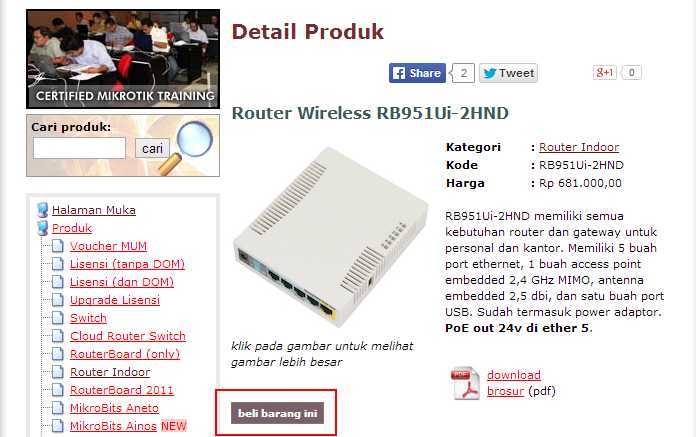 CERTIFIED MIKROTIK TRAINING
Cari produk:
cari
Halaman Muka
Produk
Voucher MUM
Lisensi (tanpa DOM)
Lisensi (dgn DOM)
Upgrade Lisensi
Switch
Cloud Router Switch
RouterBoard (only)
Router Indoor
RouterBoard 2011
MikroBits Aneto
MikroBits Ainos NEW
Detail Produk
Share 2 Tweet g+1 0
Router Wireless RB951Ui-2HND
klik pada gambar untuk melihat
gambar lebih besar
beli barang ini
Kategori : Router Indoor
Kode : RB951Ui-2HND
Harga : Rp 681.000,00
RB951Ui-2HND memiliki semua
kebutuhan router dan gateway untuk
personal dan kantor. Memiliki 5 buah
port ethernet, 1 buah access point
embedded 2,4 GHz MIMO, antenna
embedded 2,5 dbi, dan satu buah port
USB. Sudah termasuk power adaptor.
PoE out 24v di ether 5.
PDF
download
brosur (pdf)